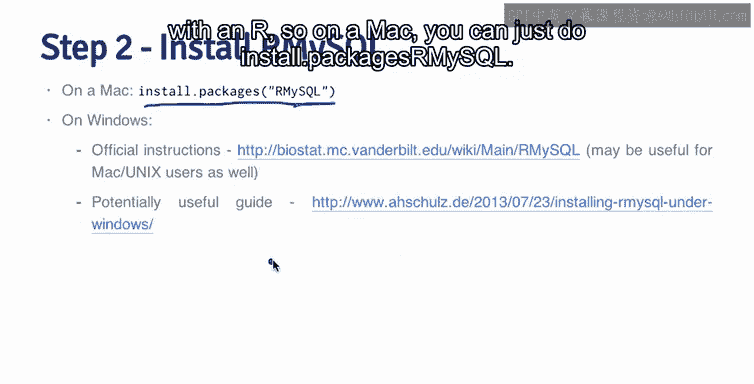 with an R, so on a Mac, you can just do
install.packagesRMySQL.
Step 2 - Install RMySQL
· On a Mac: install.packages("RMySQL")
· On Windows:
- Official instructions - http://biostat.mc.vanderbilt.edu/wiki/Main/RMySQL (may be useful for
Mac/UNIX users as well)
- Potentially useful guide - http://www.ahschulz.de/2013/07/23/installing-rmysql-under-
windows/